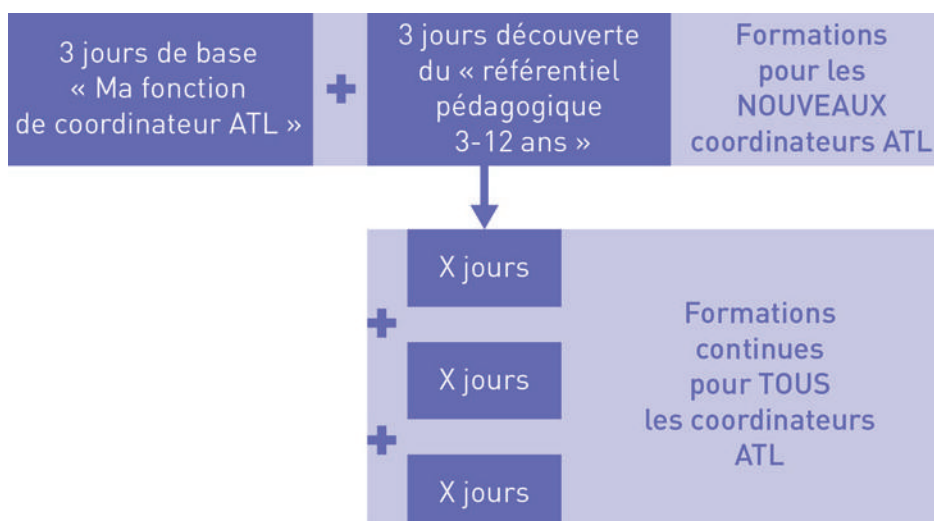 3 jours de base
« Ma fonction
de coordinateur ATL »
+
3 jours découverte
du « référentiel
pédagogique
3-12 ans »
Formations
pour les
NOUVEAUX
coordinateurs ATL
X jours
+
X jours
+
X jours
Formations
continues
pour TOUS
les coordinateurs
ATL